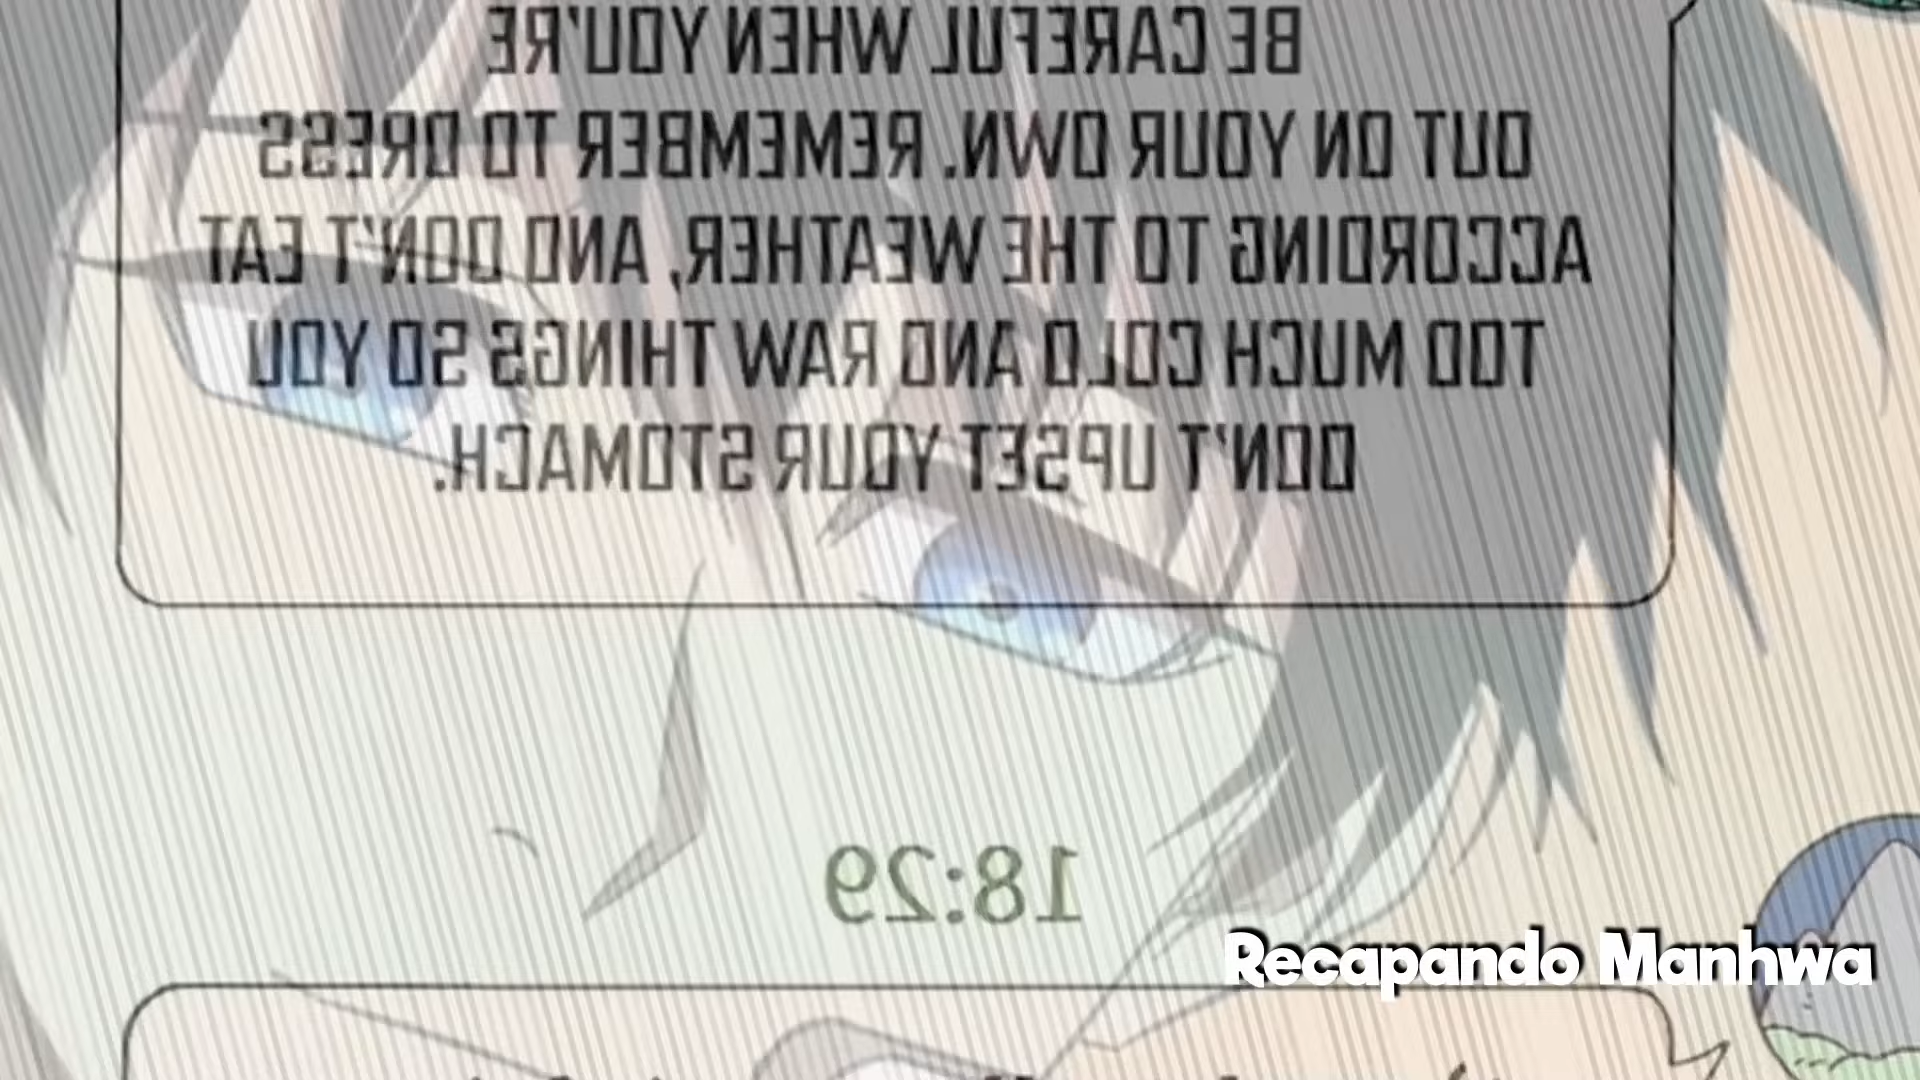 BE CAREFUL WHEN YOU'RE
OUT ON YOUR OWN. REMEMBER TO DRESS
ACCORDING TO THE WEATHER, AND DON'T EAT
TOO MUCH COLD AND RAW THINGS SO YOU
DON'T UPSET YOUR STOMACH.
18:29
Recapando Manhwa